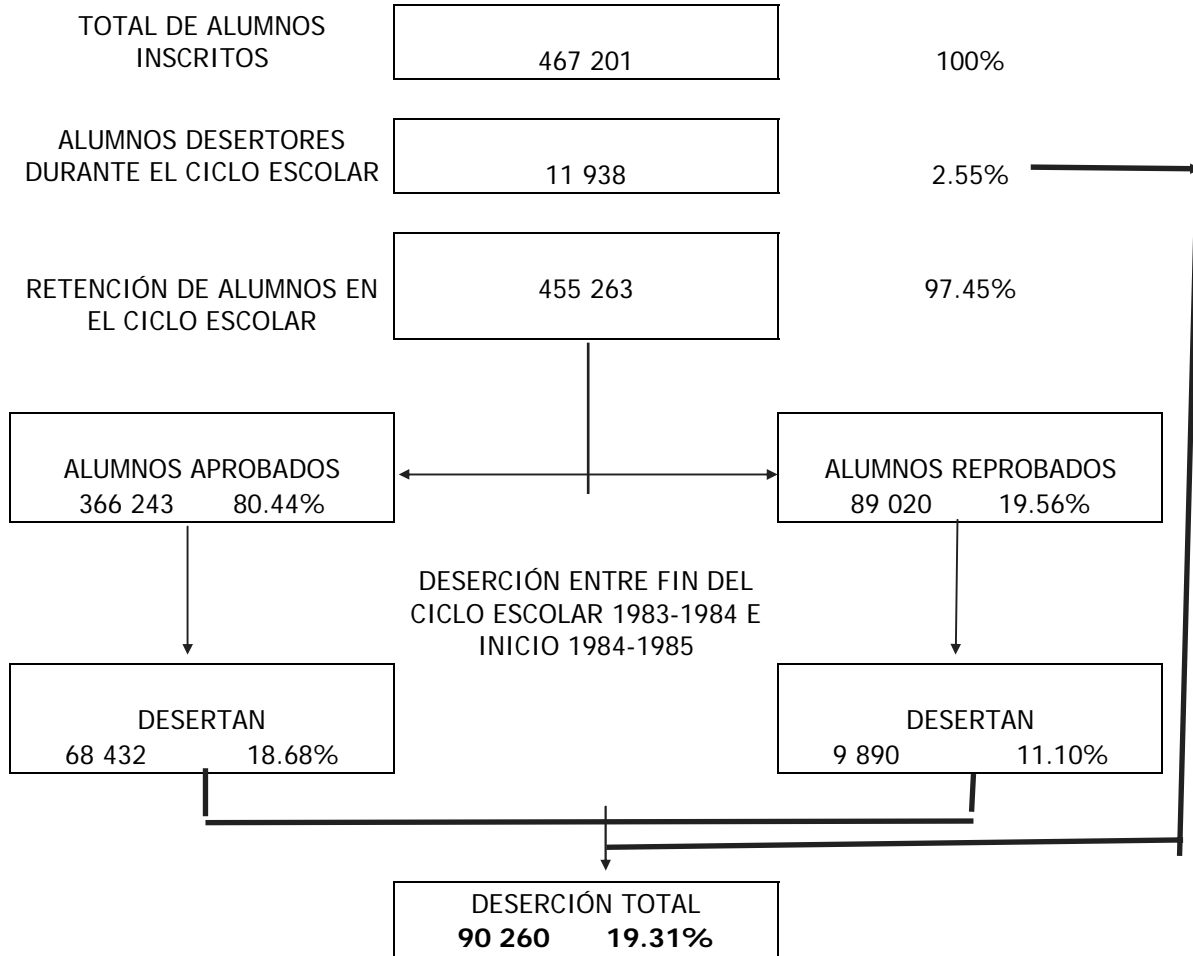 TOTAL DE ALUMNOS
INSCRITOS
467 201
100%
ALUMNOS DESERTORES
DURANTE EL CICLO ESCOLAR
11 938
2.55%
RETENCIÓN DE ALUMNOS EN
EL CICLO ESCOLAR
455 263
97.45%
ALUMNOS APROBADOS
366 243 80.44%
ALUMNOS REPROBADOS
89 020 19.56%
DESERCIÓN ENTRE FIN DEL
CICLO ESCOLAR 1983-1984 E
INICIO 1984-1985
DESERTAN
68 432 18.68%
DESERTAN
9 890 11.10%
DESERCIÓN TOTAL
90 260 19.31%